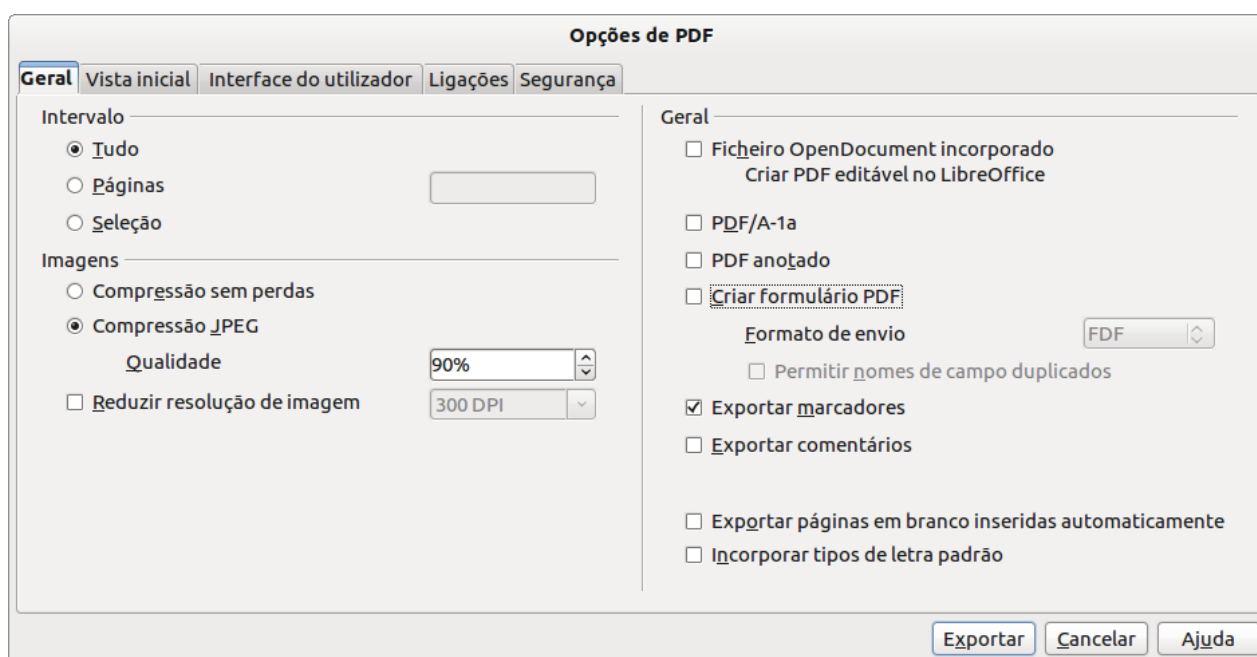 Opções de PDF
Geral Vista inicial Interface do utilizador Ligações Segurança
Intervalo
Tudo
Páginas
Seleção
Imagens
Compressão sem perdas
Compressão JPEG
Qualidade 90%
Reduzir resolução de imagem 300 DPI
Geral
Ficheiro OpenDocument incorporado
Criar PDF editável no LibreOffice
PDF/A-1a
PDF anotado
Criar formulário PDF
Formato de envio FDF
Permitir nomes de campo duplicados
Exportar marcadores
Exportar comentários
Exportar páginas em branco inseridas automaticamente
Incorporar tipos de letra padrão
Exportar Cancelar Ajuda